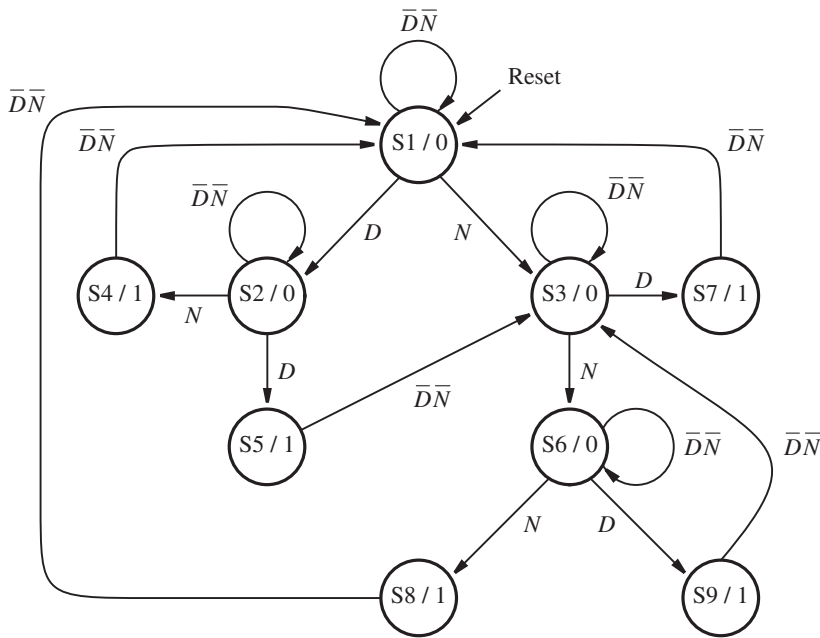 D̅N̅
Reset
D̅N̅
S1 / 0
D̅N̅
D̅N̅
D̅N̅
D̅N̅
D
N
S4 / 1
S2 / 0
S3 / 0
D
S7 / 1
N
D
N
D̅N̅
S5 / 1
S6 / 0
D̅N̅
D̅N̅
N
D
S8 / 1
S9 / 1